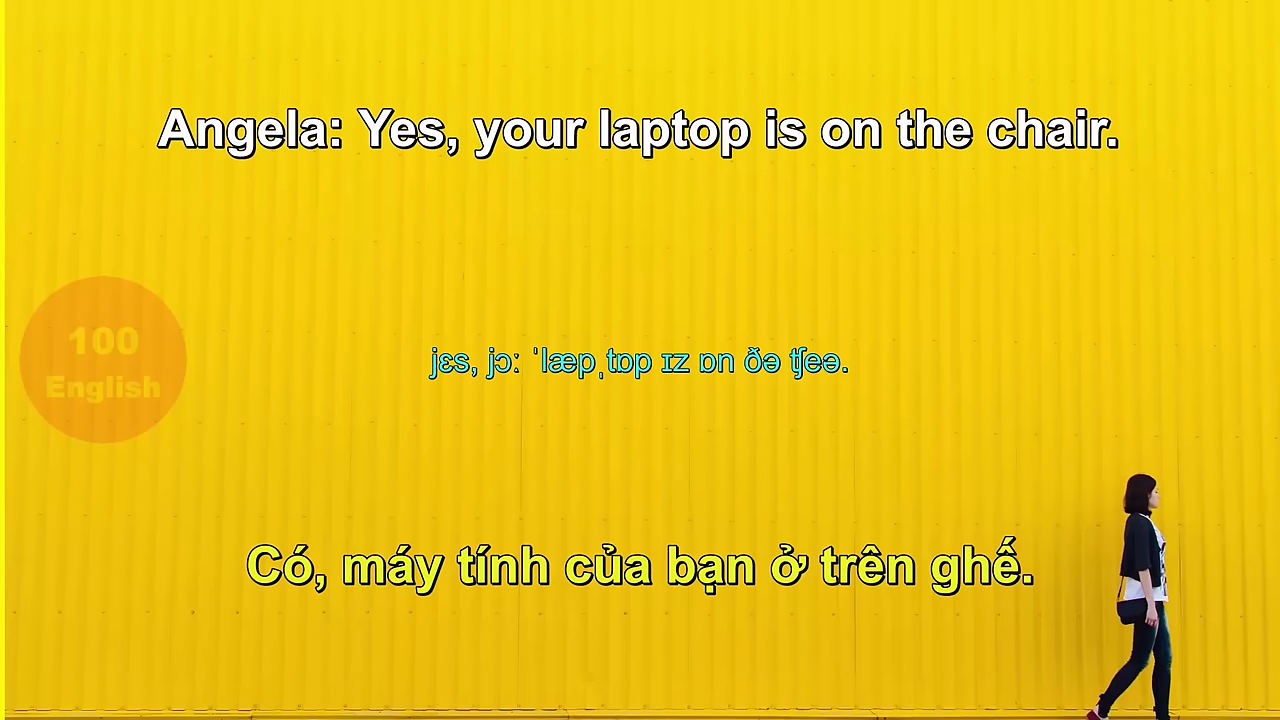 Angela: Yes, your laptop is on the chair.
100
English
jɛs, jɔː ˈlæpˌtɒp ɪz ɒn ðə ʧeə.
Có, máy tính của bạn ở trên ghế.